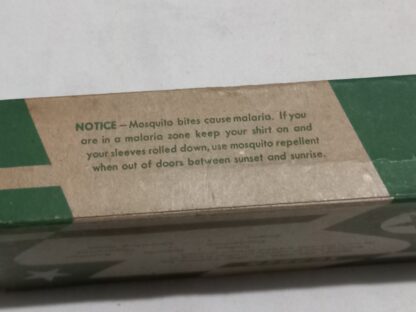 NOTICE – Mosquito bites cause malaria. If you
are in a malaria zone keep your shirt on and
your sleeves rolled down, use mosquito repellent
when out of doors between sunset and sunrise.